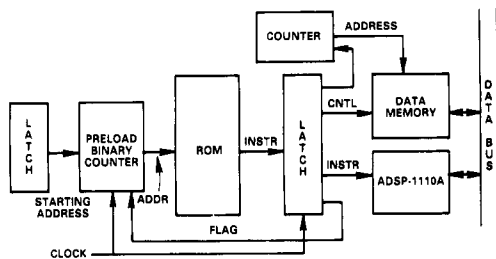 COUNTER
ADDRESS
LATCH
PRELOAD
BINARY
COUNTER
ROM
INSTR
LATCH
CNTL
DATA
MEMORY
DATA BUS
INSTR
ADSP-1110A
STARTING
ADDRESS
ADDR
FLAG
CLOCK